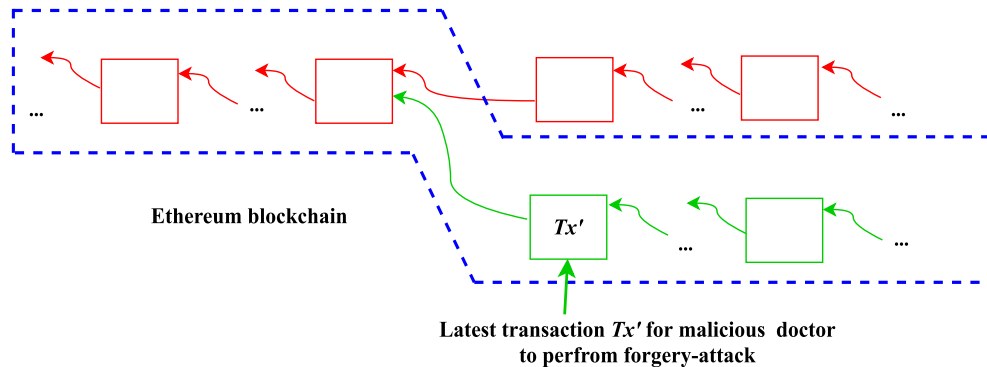 ...
...
...
...
Ethereum blockchain
Tx'
...
...
Latest transaction Tx' for malicious doctor
to perfrom forgery-attack